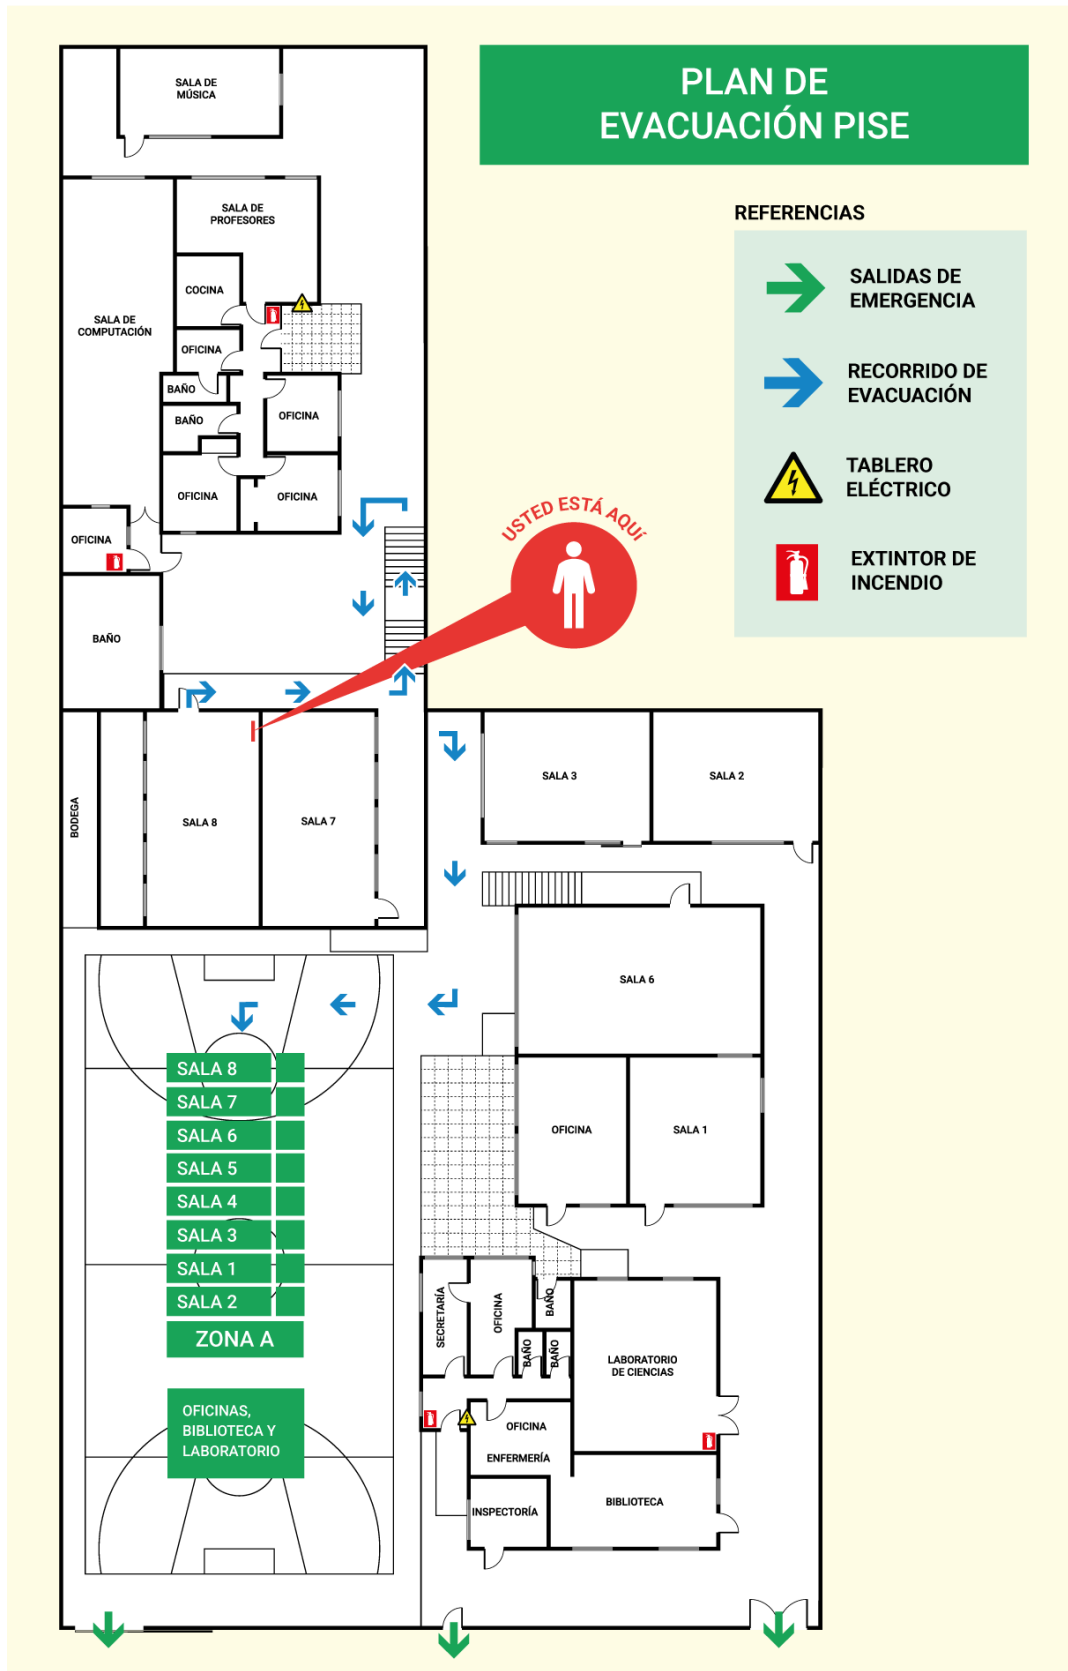 PLAN DE
EVACUACIÓN PISE
REFERENCIAS
SALIDAS DE
EMERGENCIA
RECORRIDO DE
EVACUACIÓN
TABLERO
ELÉCTRICO
EXTINTOR DE
INCENDIO
SALA DE
MÚSICA
SALA DE
PROFESORES
COCINA
SALA DE
COMPUTACIÓN
OFICINA
BAÑO
BAÑO
OFICINA
OFICINA
OFICINA
OFICINA
BAÑO
USTED ESTÁ AQUÍ
BODEGA
SALA 8
SALA 7
SALA 3
SALA 2
SALA 6
OFICINA
SALA 1
SALA 8
SALA 7
SALA 6
SALA 5
SALA 4
SALA 3
SALA 1
SALA 2
ZONA A
OFICINAS,
BIBLIOTECA Y
LABORATORIO
SECRETARÍA
OFICINA
BAÑO
BAÑO
BAÑO
LABORATORIO
DE CIENCIAS
OFICINA
ENFERMERÍA
INSPECTORÍA
BIBLIOTECA